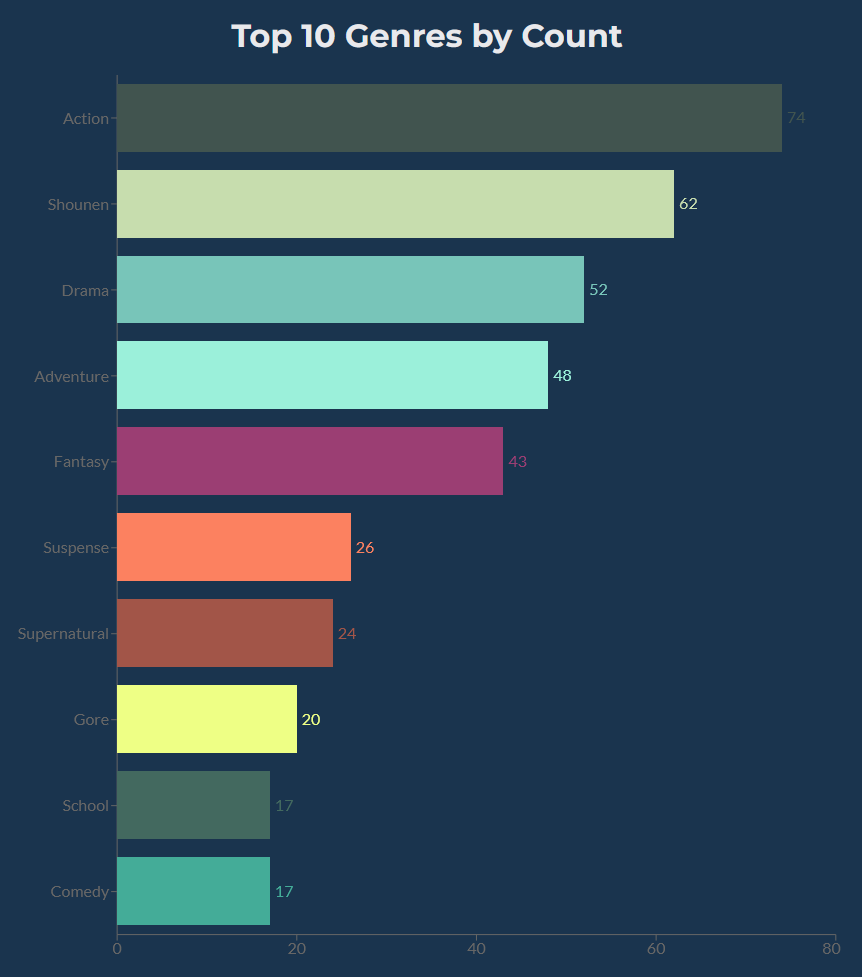 Top 10 Genres by Count
Action 74
Shounen 62
Drama 52
Adventure 48
Fantasy 43
Suspense 26
Supernatural 24
Gore 20
School 17
Comedy 17
0 20 40 60 80